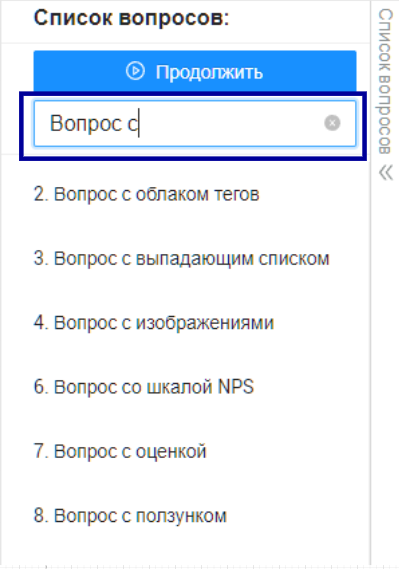 Список вопросов:
Продолжить
Вопрос с
2. Вопрос с облаком тегов
3. Вопрос с выпадающим списком
4. Вопрос с изображениями
6. Вопрос со шкалой NPS
7. Вопрос с оценкой
8. Вопрос с ползунком
Список вопросов